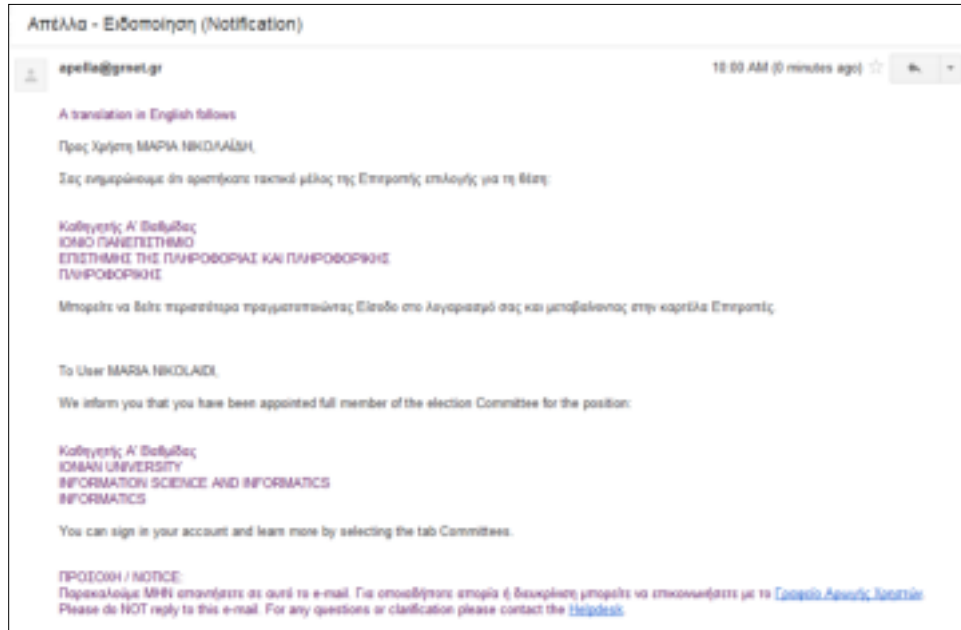 Απέλλα - Ειδοποίηση (Notification)
apella@grnet.gr
10:00 AM (0 minutes ago)
A translation in English follows
Προς Χρήστη ΜΑΡΙΑ ΝΙΚΟΛΑΪΔΗ,
Σας ενημερώνουμε ότι οριστήκατε τακτικό μέλος της Επιτροπής επιλογής για τη θέση:
Καθηγητής Α' Βαθμίδας
ΙΟΝΙΟ ΠΑΝΕΠΙΣΤΗΜΙΟ
ΕΠΙΣΤΗΜΗΣ ΤΗΣ ΠΛΗΡΟΦΟΡΙΑΣ ΚΑΙ ΠΛΗΡΟΦΟΡΙΚΗΣ
ΠΛΗΡΟΦΟΡΙΚΗΣ
Μπορείτε να δείτε περισσότερα πραγματοποιώντας Είσοδο στο λογαριασμό σας και μεταβαίνοντας στην καρτέλα Επιτροπές.
To User MARIA NIKOLAIDI,
We inform you that you have been appointed full member of the election Committee for the position:
Καθηγητής Α' Βαθμίδας
IONIAN UNIVERSITY
INFORMATION SCIENCE AND INFORMATICS
INFORMATICS
You can sign in your account and learn more by selecting the tab Committees.
ΠΡΟΣΟΧΗ / NOTICE:
Παρακαλούμε ΜΗΝ απαντήσετε σε αυτό το e-mail. Για οποιαδήποτε απορία ή διευκρίνιση μπορείτε να επικοινωνήσετε με το Γραφείο Αρωγής Χρηστών.
Please do NOT reply to this e-mail. For any questions or clarification please contact the Helpdesk.